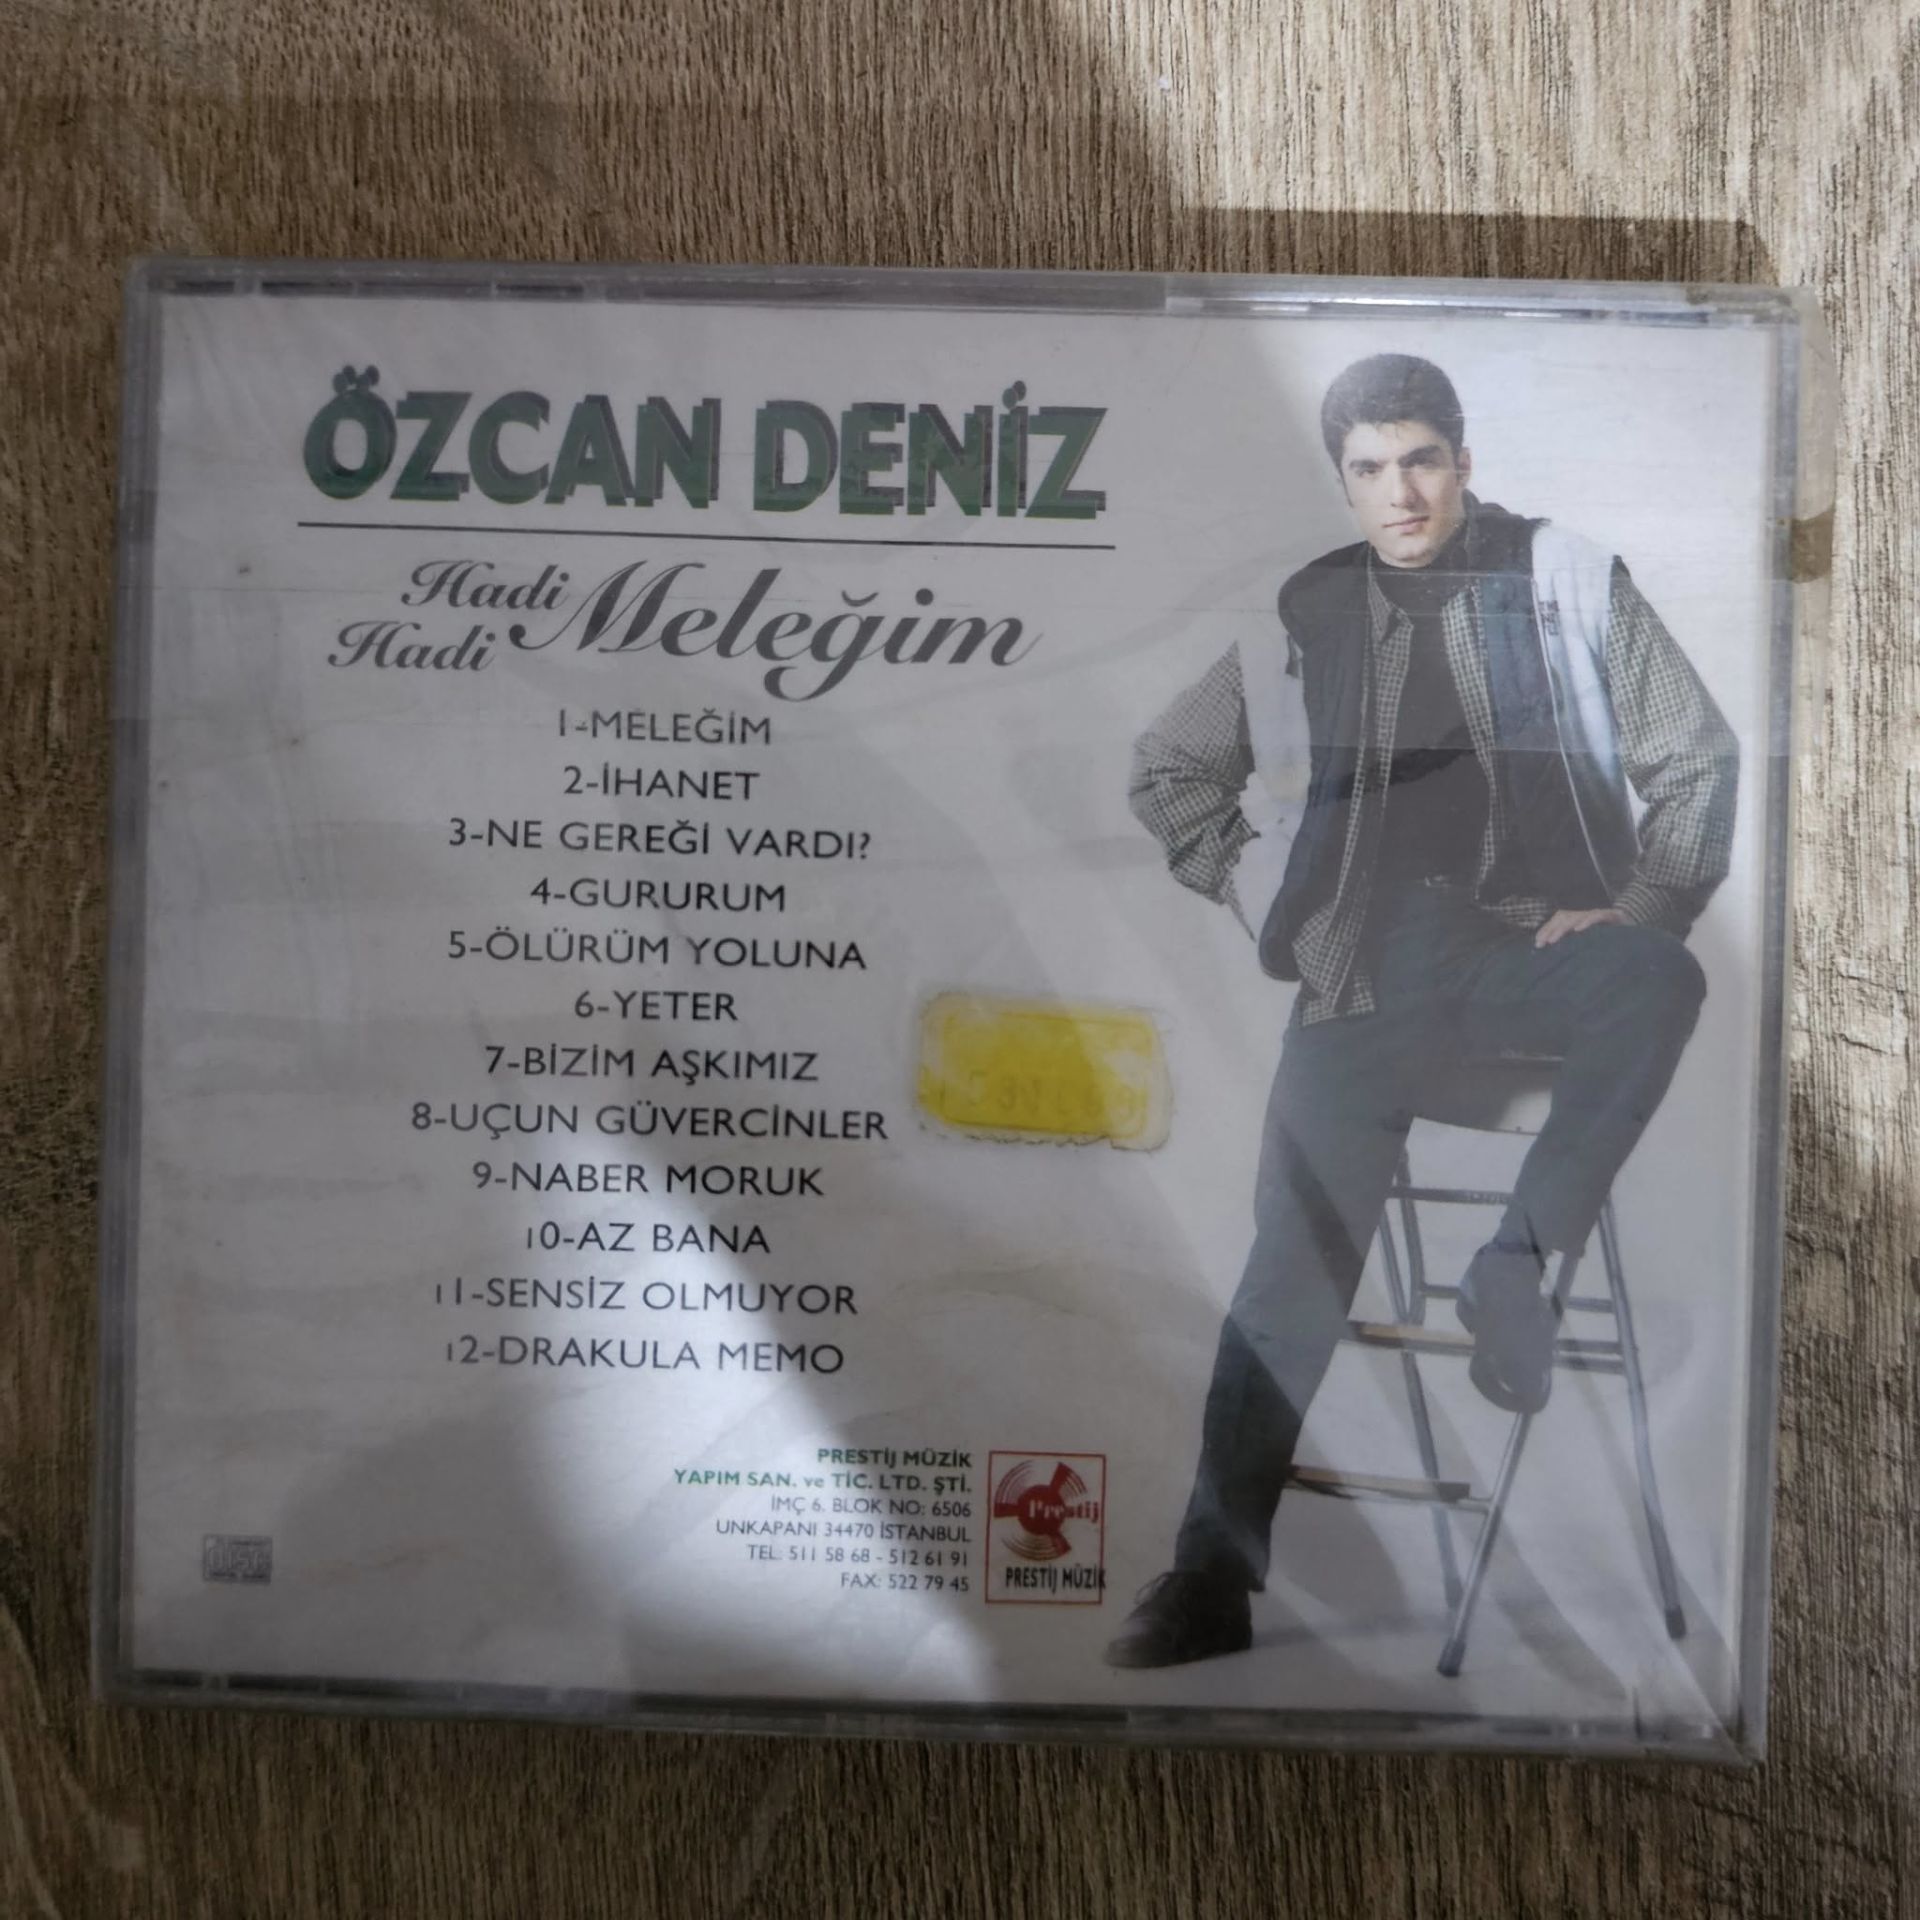 ÖZCAN DENİZ
Hadi
Hadi Meleğim
1-MELEĞİM
2-İHANET
3-NE GEREĞİ VARDI?
4-GURURUM
5-ÖLÜRÜM YOLUNA
6-YETER
7-BİZİM AŞKIMIZ
8-UÇUN GÜVERCİNLER
9-NABER MORUK
10-AZ BANA
11-SENSİZ OLMUYOR
12-DRAKULA MEMO
PRESTİJ MÜZİK
YAPIM SAN. ve TİC. LTD. ŞTİ.
İMÇ 6. BLOK NO: 6506
UNKAPANI 34470 İSTANBUL
TEL: 511 58 68 - 512 61 91
FAX: 522 79 45
Prestij
PRESTİJ MÜZİK
disc